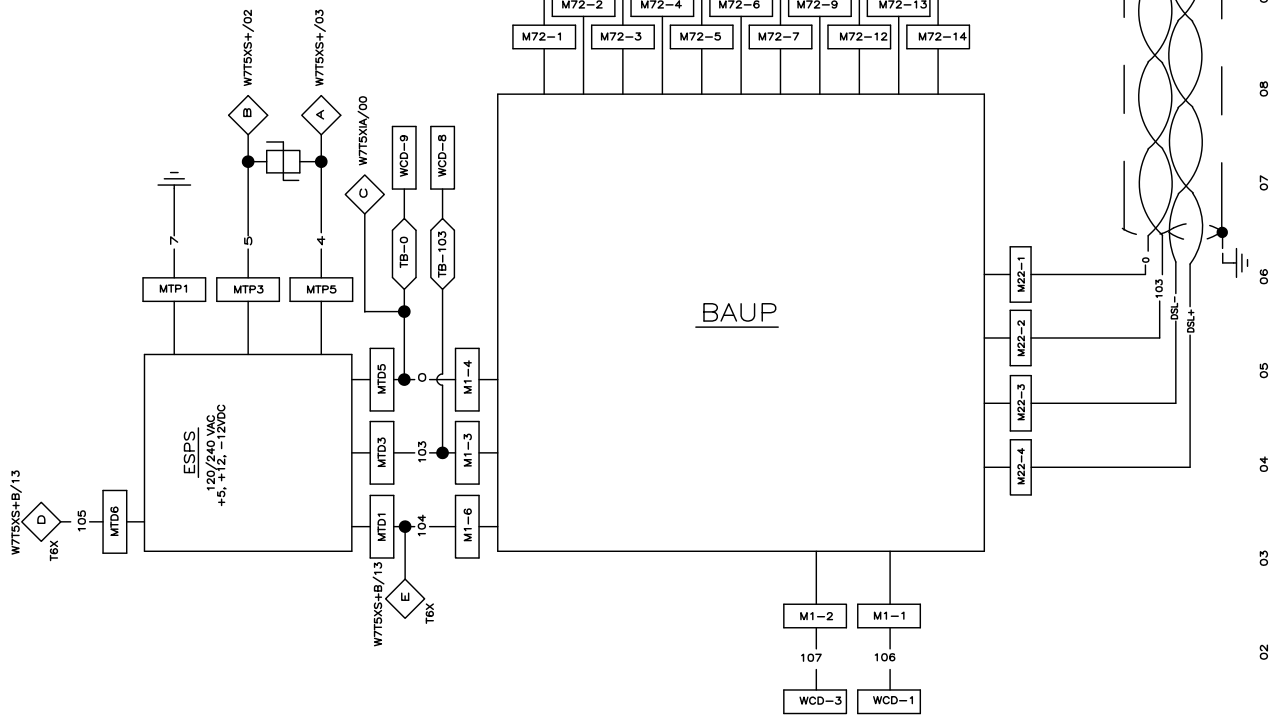 M72-2
M72-4
M72-6
M72-9
M72-13
M72-1
M72-3
M72-5
M72-7
M72-12
M72-14
W7T5XS+/02
W7T5XS+/03
B
A
W7T5XIA/00
C
WCD-9
WCD-8
7
5
4
TB-0
TB-103
MTP1
MTP3
MTP5
ESPS
120/240 VAC
+5, +12, -12VDC
MTD5
0
M1-4
MTD3
103
M1-3
MTD1
104
M1-6
W7T5XS+B/13
D
T6X
105
MTD6
W7T5XS+B/13
E
T6X
BAUP
M22-1
M22-2
M22-3
M22-4
0
103
DSL-
DSL+
M1-2
M1-1
107
106
WCD-3
WCD-1
08
07
06
05
04
03
02